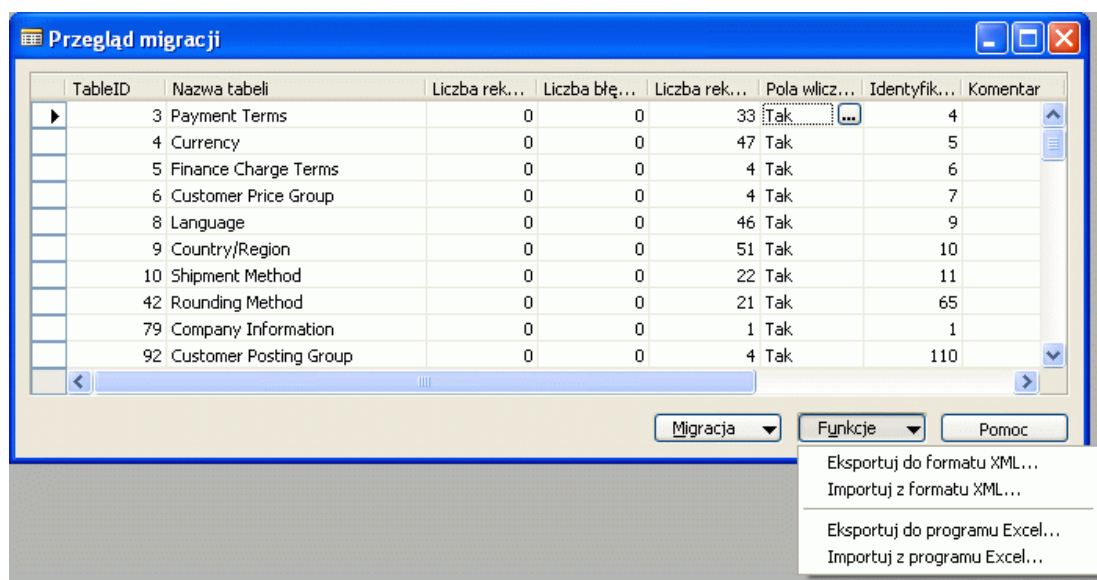 Przegląd migracji
TableID Nazwa tabeli Liczba rek... Liczba błę... Liczba rek... Pola wlicz... Identyfik... Komentar
3 Payment Terms 0 0 33 Tak ... 4
4 Currency 0 0 47 Tak 5
5 Finance Charge Terms 0 0 4 Tak 6
6 Customer Price Group 0 0 4 Tak 7
8 Language 0 0 46 Tak 9
9 Country/Region 0 0 51 Tak 10
10 Shipment Method 0 0 22 Tak 11
42 Rounding Method 0 0 21 Tak 65
79 Company Information 0 0 1 Tak 1
92 Customer Posting Group 0 0 4 Tak 110
Migracja Funkcje Pomoc
Eksportuj do formatu XML...
Importuj z formatu XML...
Eksportuj do programu Excel...
Importuj z programu Excel...